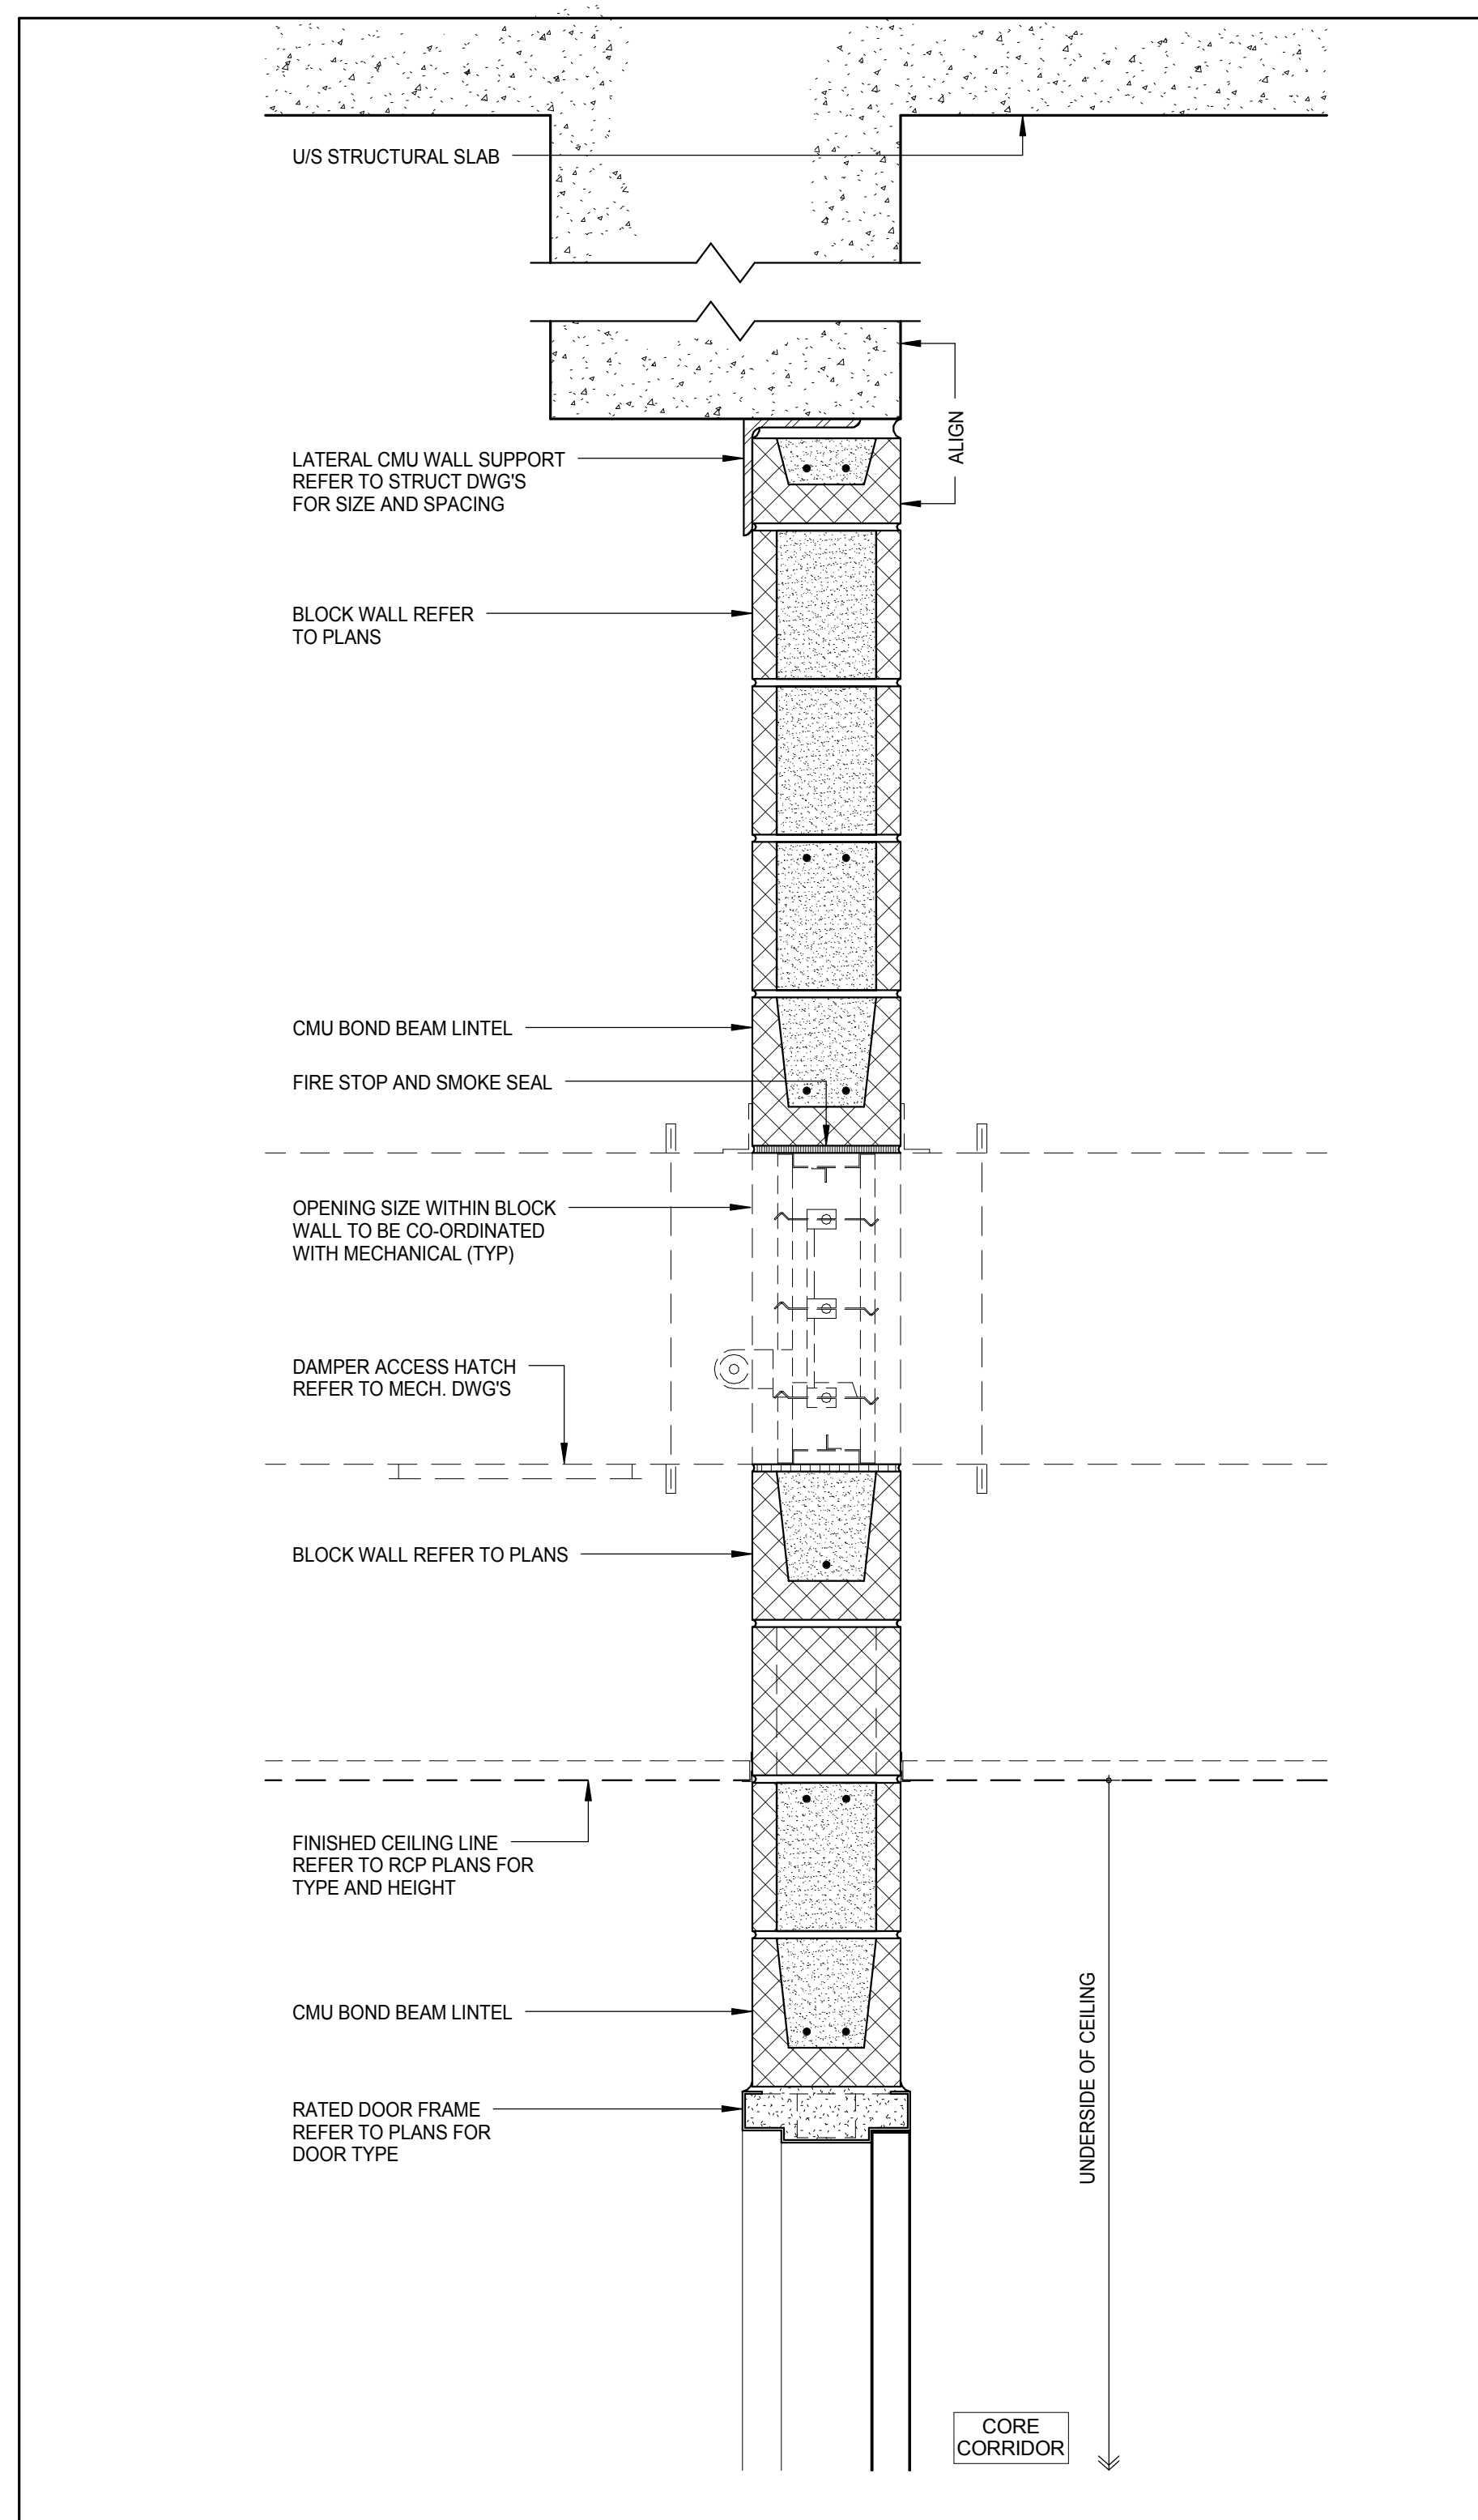 U/S STRUCTURAL SLAB
ALIGN
LATERAL CMU WALL SUPPORT
REFER TO STRUCT DWG'S
FOR SIZE AND SPACING
BLOCK WALL REFER
TO PLANS
CMU BOND BEAM LINTEL
FIRE STOP AND SMOKE SEAL
OPENING SIZE WITHIN BLOCK
WALL TO BE CO-ORDINATED
WITH MECHANICAL (TYP)
DAMPER ACCESS HATCH
REFER TO MECH. DWG'S
BLOCK WALL REFER TO PLANS
FINISHED CEILING LINE
REFER TO RCP PLANS FOR
TYPE AND HEIGHT
CMU BOND BEAM LINTEL
UNDERSIDE OF CEILING
RATED DOOR FRAME
REFER TO PLANS FOR
DOOR TYPE
CORE
CORRIDOR